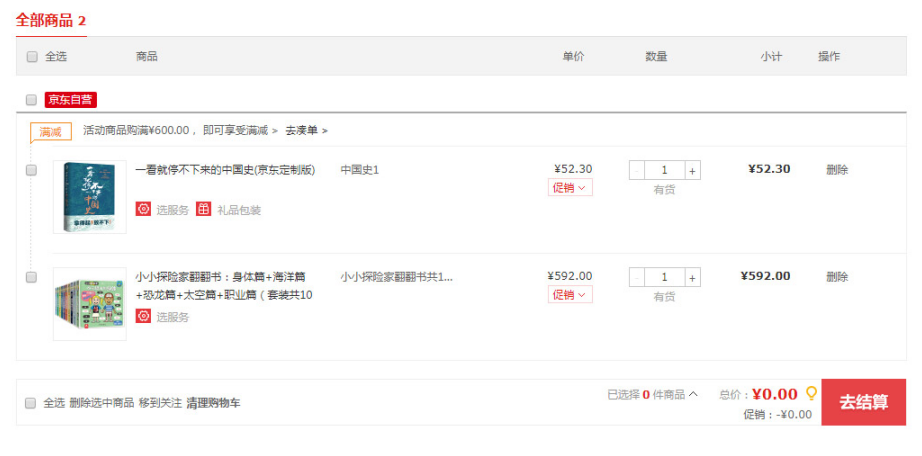 全部商品 2
全选 商品 单价 数量 小计 操作
京东自营
满减 活动商品购满¥600.00， 即可享受满减 » 去凑单 >
一看就停不下来的中国史(京东定制版) 中国史1 ¥52.30 - 1 + ¥52.30 删除
促销 有货
选服务 礼品包装
小小探险家翻翻书：身体篇+海洋篇 小小探险家翻翻书共1... ¥592.00 - 1 + ¥592.00 删除
+恐龙篇+太空篇+职业篇（套装共10 促销 有货
选服务
全选 删除选中商品 移到关注 清理购物车 已选择 0 件商品 总价：¥0.00 去结算
促销：-¥0.00